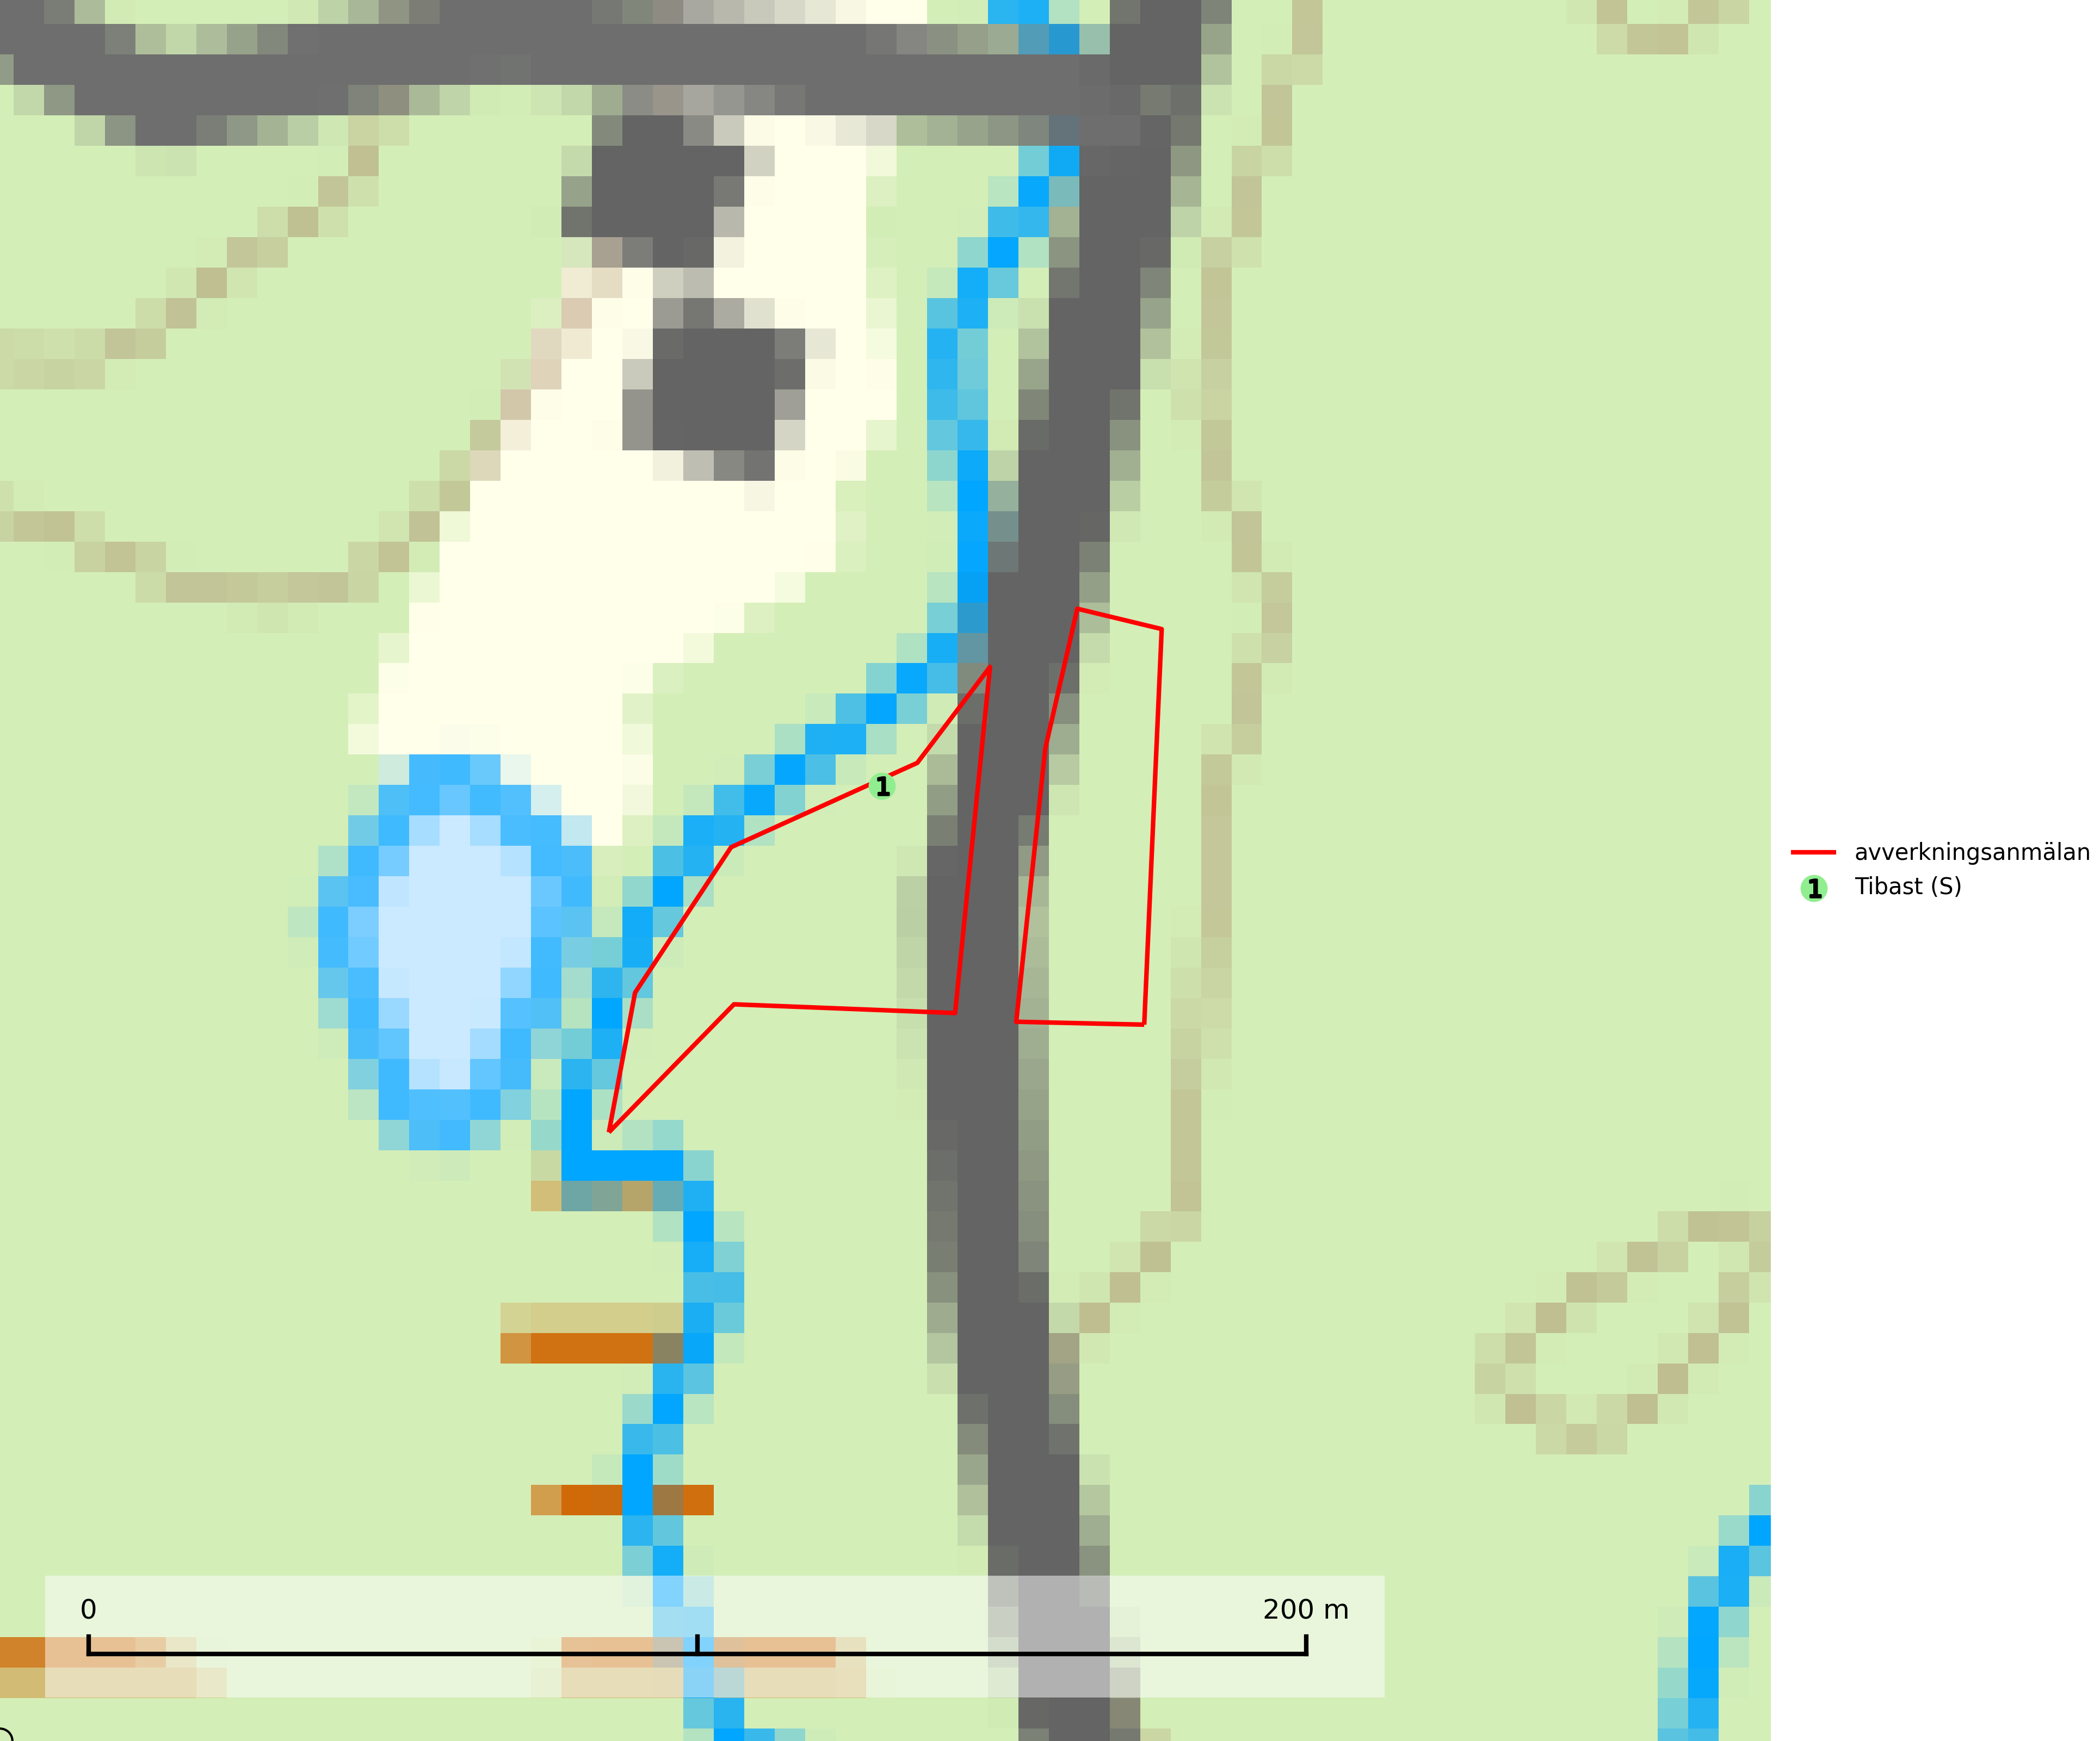 1
avverkningsanmälan
1 Tibast (S)
0 200 m